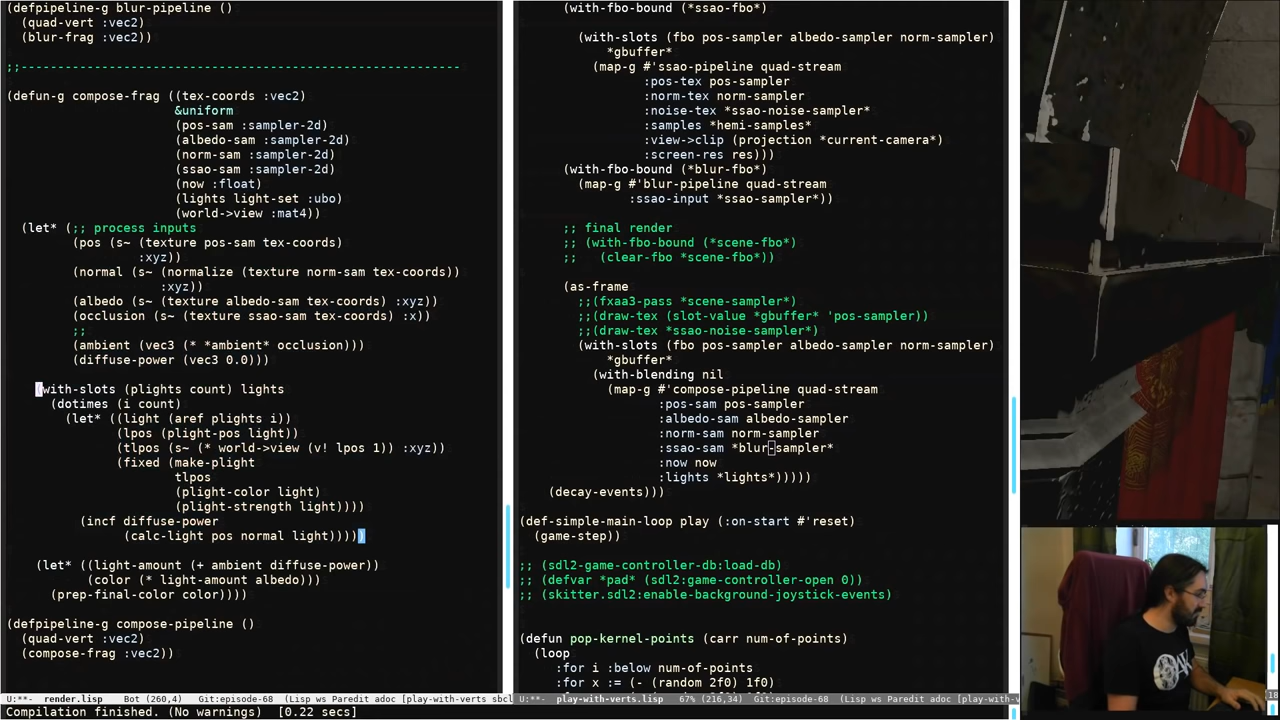 (defpipeline-g blur-pipeline ()
  (quad-vert :vec2)
  (blur-frag :vec2))
;;------------------------------------------------------------
(defun-g compose-frag ((tex-coords :vec2)
                       &uniform
                       (pos-sam :sampler-2d)
                       (albedo-sam :sampler-2d)
                       (norm-sam :sampler-2d)
                       (ssao-sam :sampler-2d)
                       (now :float)
                       (lights light-set :ubo)
                       (world->view :mat4))
  (let* (;; process inputs
         (pos (s~ (texture pos-sam tex-coords)
                  :xyz))
         (normal (s~ (normalize (texture norm-sam tex-coords))
                     :xyz))
         (albedo (s~ (texture albedo-sam tex-coords) :xyz))
         (occlusion (s~ (texture ssao-sam tex-coords) :x))
         ;;
         (ambient (vec3 (* *ambient* occlusion)))
         (diffuse-power (vec3 0.0)))
    (with-slots (plights count) lights
      (dotimes (i count)
        (let* ((light (aref plights i))
               (lpos (plight-pos light))
               (tlpos (s~ (* world->view (v! lpos 1)) :xyz))
               (fixed (make-plight
                       tlpos
                       (plight-color light)
                       (plight-strength light))))
          (incf diffuse-power
                (calc-light pos normal light)))))
    (let* ((light-amount (+ ambient diffuse-power))
           (color (* light-amount albedo)))
      (prep-final-color color))))
(defpipeline-g compose-pipeline ()
  (quad-vert :vec2)
  (compose-frag :vec2))
U:**-  render.lisp    Bot (260,4)   Git:episode-68  (Lisp ws Paredit adoc [play-with-verts sbcl
Compilation finished. (No warnings)  [0.22 secs]
      (with-fbo-bound (*ssao-fbo*)
        (with-slots (fbo pos-sampler albedo-sampler norm-sampler)
            *gbuffer*
          (map-g #'ssao-pipeline quad-stream
                 :pos-tex pos-sampler
                 :norm-tex norm-sampler
                 :noise-tex *ssao-noise-sampler*
                 :samples *hemi-samples*
                 :view->clip (projection *current-camera*)
                 :screen-res res)))
      (with-fbo-bound (*blur-fbo*)
        (map-g #'blur-pipeline quad-stream
               :ssao-input *ssao-sampler*))
      ;; final render
      ;; (with-fbo-bound (*scene-fbo*)
      ;;   (clear-fbo *scene-fbo*))
      (as-frame
        ;;(fxaa3-pass *scene-sampler*)
        ;;(draw-tex (slot-value *gbuffer* 'pos-sampler))
        ;;(draw-tex *ssao-noise-sampler*)
        (with-slots (fbo pos-sampler albedo-sampler norm-sampler)
            *gbuffer*
          (with-blending nil
            (map-g #'compose-pipeline quad-stream
                   :pos-sam pos-sampler
                   :albedo-sam albedo-sampler
                   :norm-sam norm-sampler
                   :ssao-sam *blur-sampler*
                   :now now
                   :lights *lights*)))))
    (decay-events)))
(def-simple-main-loop play (:on-start #'reset)
  (game-step))
;; (sdl2-game-controller-db:load-db)
;; (defvar *pad* (sdl2:game-controller-open 0))
;; (skitter.sdl2:enable-background-joystick-events)
(defun pop-kernel-points (carr num-of-points)
  (loop
     :for i :below num-of-points
     :for x := (- (random 2f0) 1f0)
U:**-  play-with-verts.lisp   67% (216,34)   Git:episode-68  (Lisp ws Paredit adoc [play-with-v
18